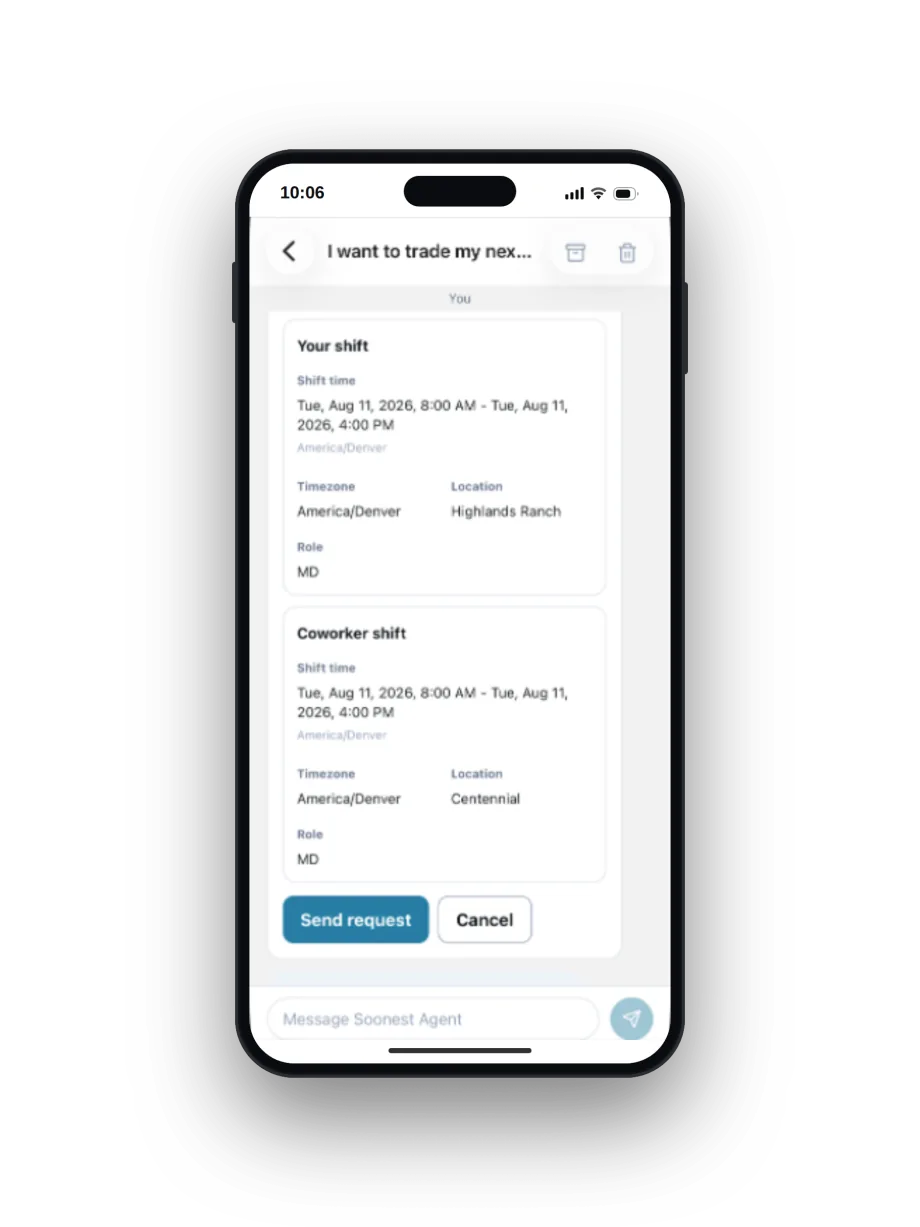 10:06
I want to trade my nex...
You
Your shift
Shift time
Tue, Aug 11, 2026, 8:00 AM - Tue, Aug 11,
2026, 4:00 PM
America/Denver
Timezone Location
America/Denver Highlands Ranch
Role
MD
Coworker shift
Shift time
Tue, Aug 11, 2026, 8:00 AM - Tue, Aug 11,
2026, 4:00 PM
America/Denver
Timezone Location
America/Denver Centennial
Role
MD
Send request Cancel
Message Soonest Agent